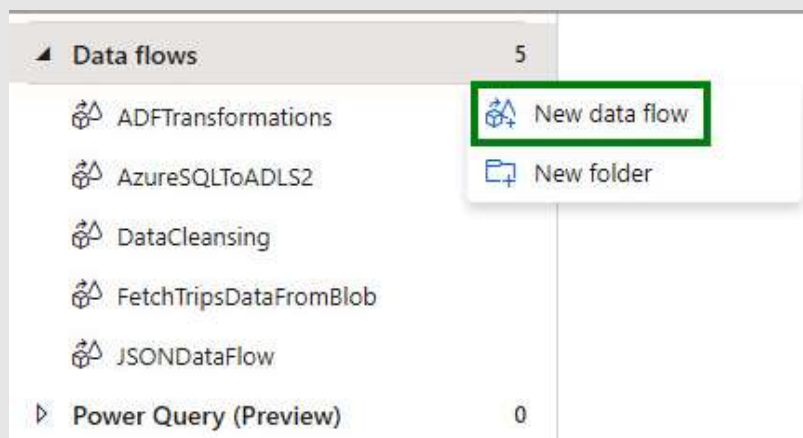 Data flows 5
ADFTransformations
New data flow
AzureSQLToADLS2
New folder
DataCleansing
FetchTripsDataFromBlob
JSONDataFlow
Power Query (Preview) 0